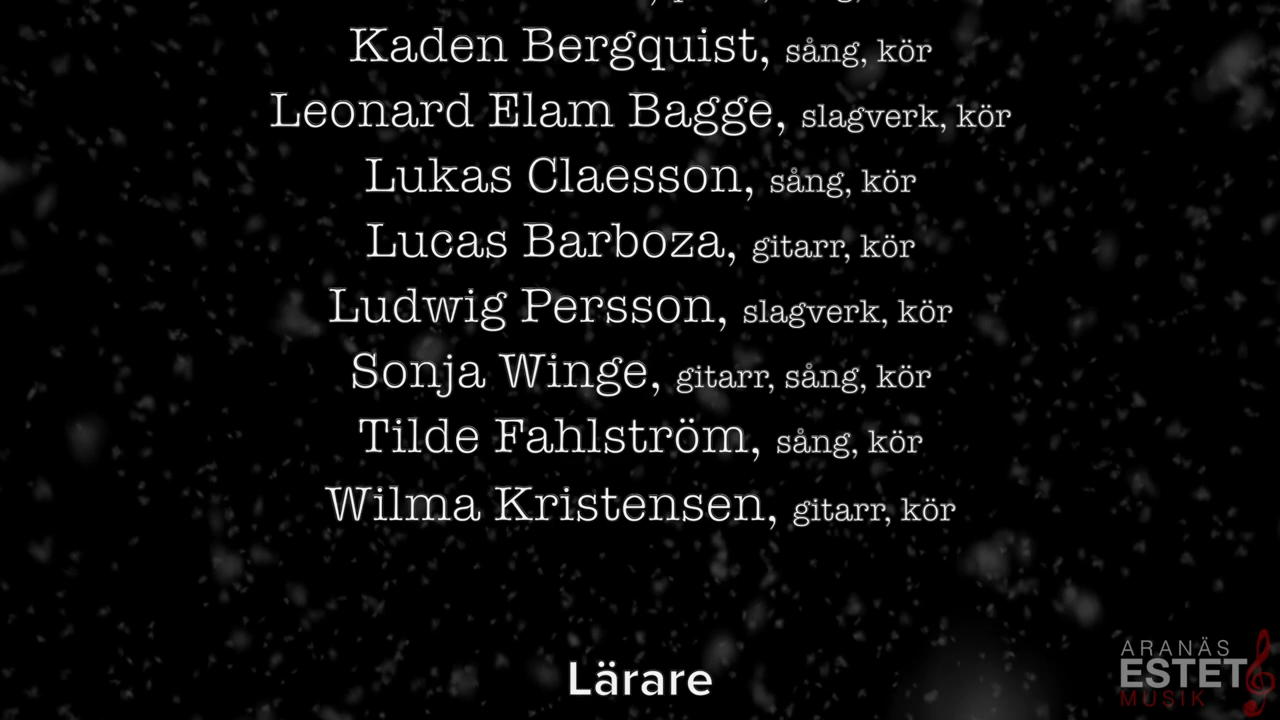 Kaden Bergquist, sång, kör
Leonard Elam Bagge, slagverk, kör
Lukas Claesson, sång, kör
Lucas Barboza, gitarr, kör
Ludwig Persson, slagverk, kör
Sonja Winge, gitarr, sång, kör
Tilde Fahlström, sång, kör
Wilma Kristensen, gitarr, kör
Lärare
ARANÄS
ESTET
MUSIK